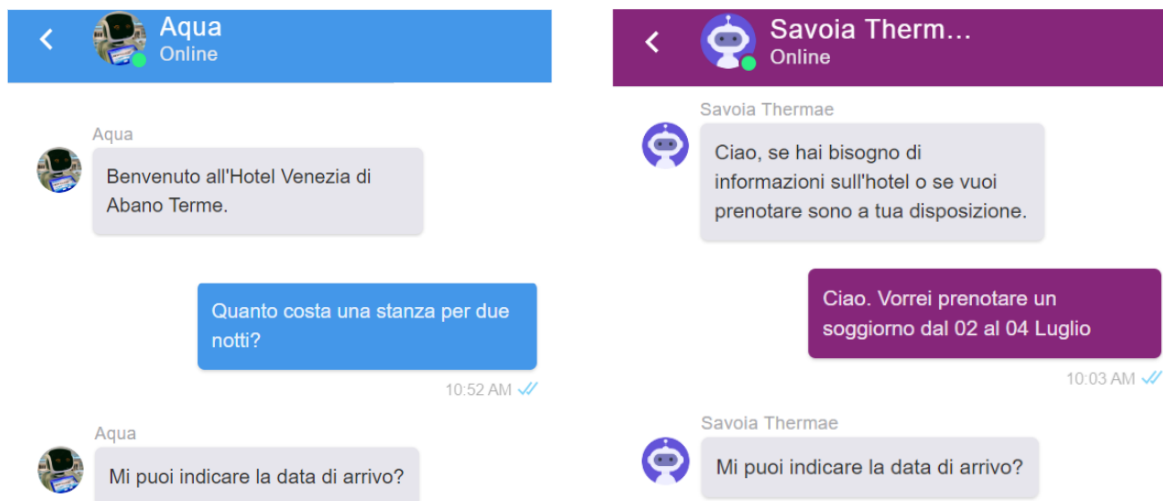 Aqua
Online
Aqua
Benvenuto all'Hotel Venezia di
Abano Terme.
Quanto costa una stanza per due
notti?
10:52 AM
Aqua
Mi puoi indicare la data di arrivo?
Savoia Therm...
Online
Savoia Thermae
Ciao, se hai bisogno di
informazioni sull'hotel o se vuoi
prenotare sono a tua disposizione.
Ciao. Vorrei prenotare un
soggiorno dal 02 al 04 Luglio
10:03 AM
Savoia Thermae
Mi puoi indicare la data di arrivo?